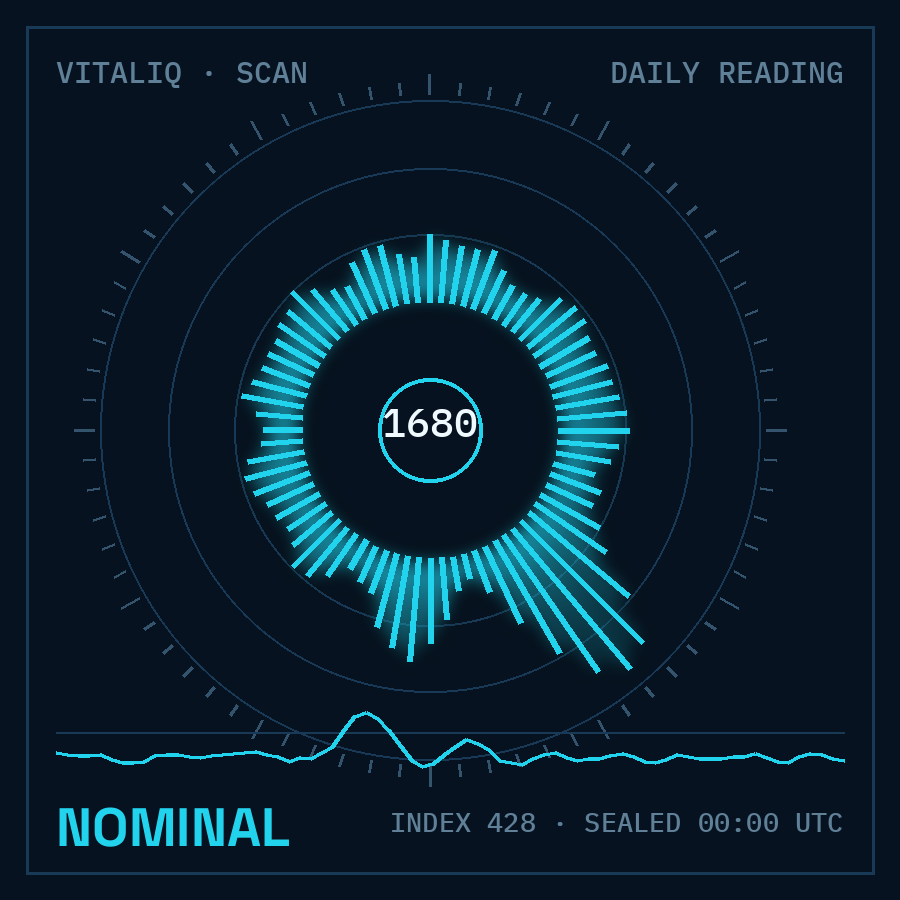 VITALIQ · SCAN
DAILY READING
1680
NOMINAL
INDEX 428 · SEALED 00:00 UTC